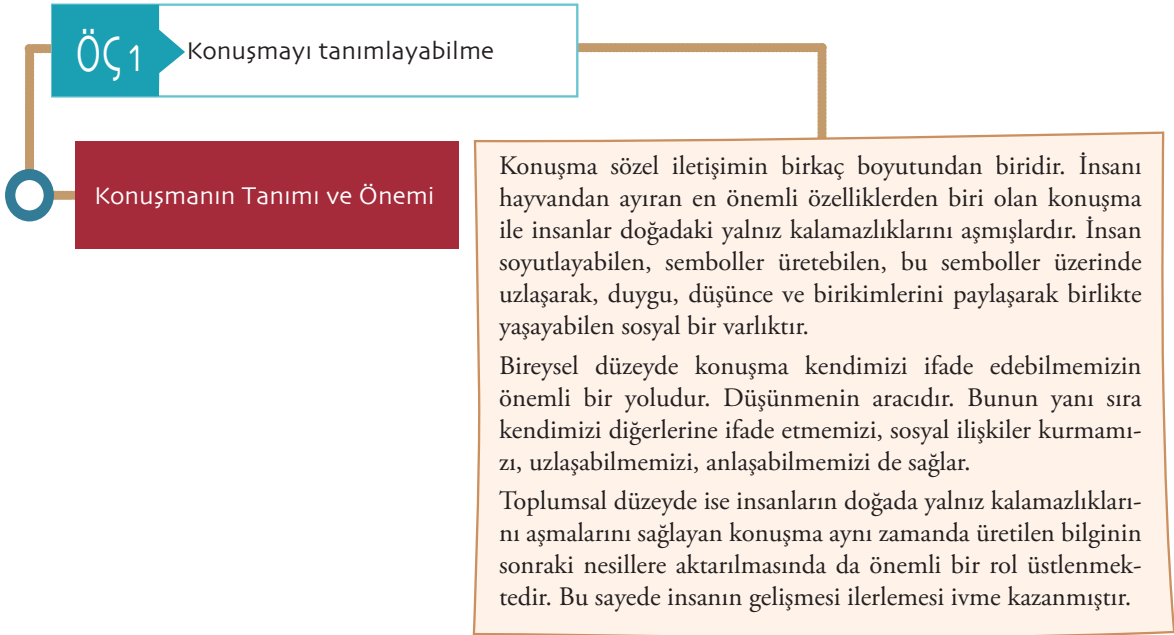 ÖÇ 1
Konuşmayı tanımlayabilme
Konuşmanın Tanımı ve Önemi
Konuşma sözel iletişimin birkaç boyutundan biridir. İnsanı
hayvandan ayıran en önemli özelliklerden biri olan konuşma
ile insanlar doğadaki yalnız kalamazlıklarını aşmışlardır. İnsan
soyutlayabilen, semboller üretebilen, bu semboller üzerinde
uzlaşarak, duygu, düşünce ve birikimlerini paylaşarak birlikte
yaşayabilen sosyal bir varlıktır.
Bireysel düzeyde konuşma kendimizi ifade edebilmemizin
önemli bir yoludur. Düşünmenin aracıdır. Bunun yanı sıra
kendimizi diğerlerine ifade etmemizi, sosyal ilişkiler kurmamı-
zı, uzlaşabilmemizi, anlaşabilmemizi de sağlar.
Toplumsal düzeyde ise insanların doğada yalnız kalamazlıkları-
nı aşmalarını sağlayan konuşma aynı zamanda üretilen bilginin
sonraki nesillere aktarılmasında da önemli bir rol üstlenmek-
tedir. Bu sayede insanın gelişmesi ilerlemesi ivme kazanmıştır.